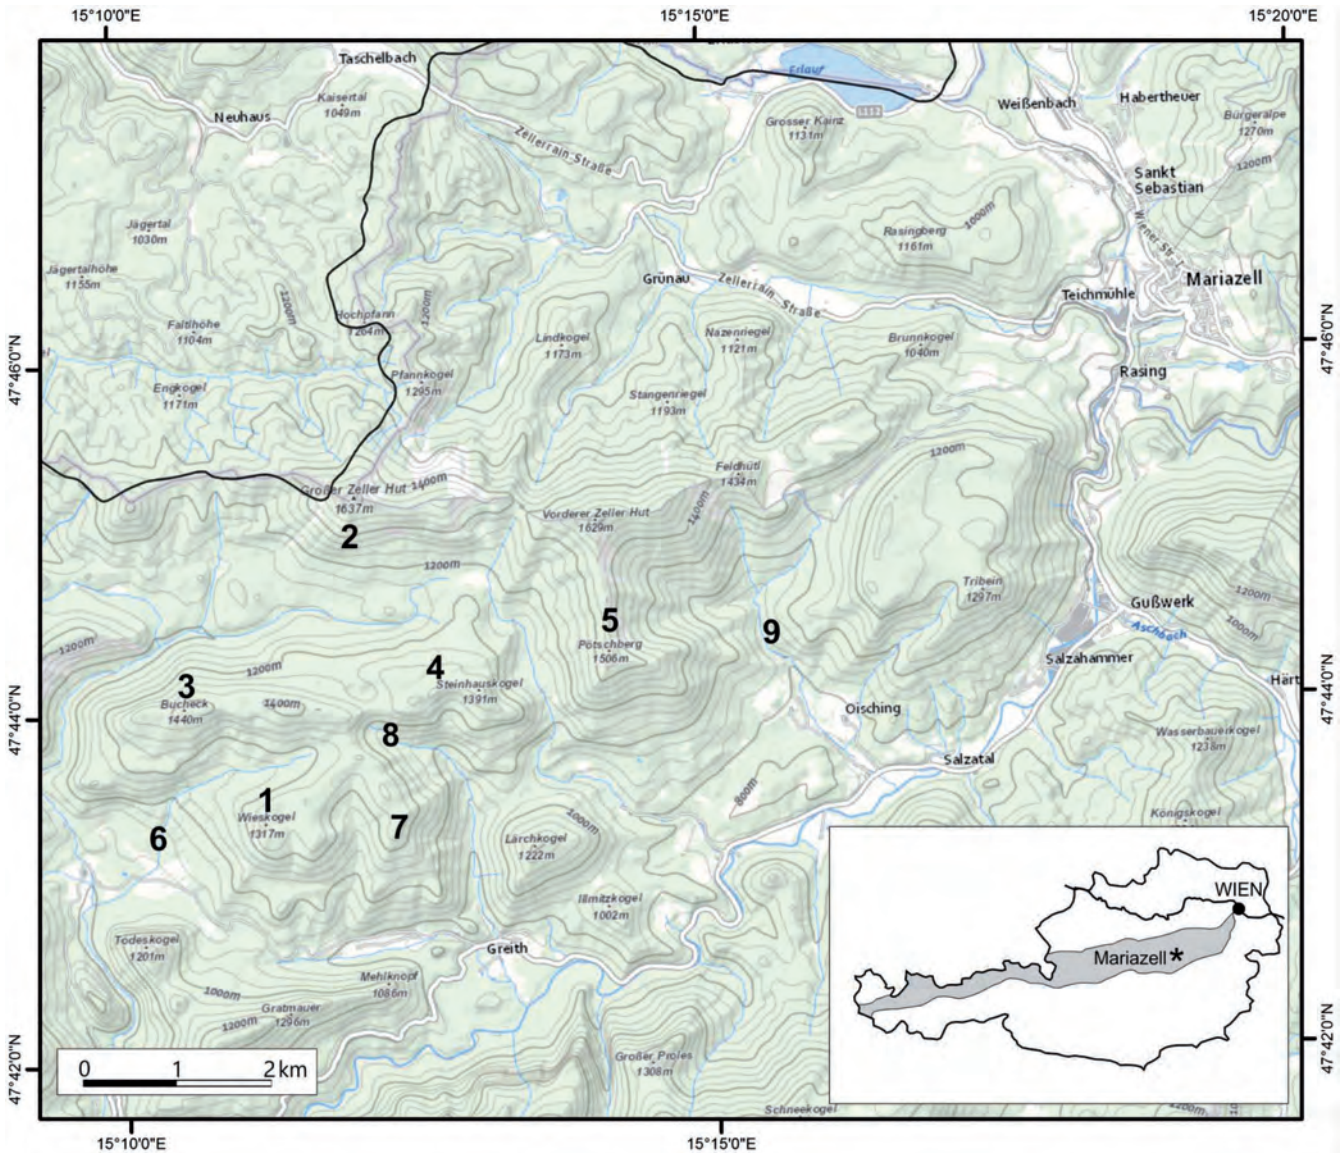 15°10'0"E
15°15'0"E
15°20'0"E
Taschelbach
Erlauf
Kaisertal
1049m
Weißenbach
Habertheuer
Neuhaus
Grosser Kainz
1131m
Bürgeralpe
1270m
Zellerrain-Straße
1200m
Sankt
Sebastian
Jägertal
1030m
Rasingberg
1161m
1000m
Wiener Str.
Jägertalhöhe
1155m
Grünau
Zellerrain-Straße
Mariazell
Teichmühle
1200m
1200m
Hochpfann
1264m
Faltlhöhe
1104m
Lindkogel
1173m
Nazenriegel
1121m
Brunnkogel
1040m
47°46'0"N
47°46'0"N
Pfannkogel
1295m
Rasing
Engkogel
1171m
Stangenriegel
1193m
1200m
Feldhütl
1434m
Großer Zeller Hut
1637m
1400m
1400m
Vorderer Zeller Hut
1629m
2
1200m
Tribein
1297m
1200m
Gußwerk
1000m
5
9
Aschbach
1200m
Pötschberg
1506m
Salzahammer
1200m
4
Steinhauskogel
1391m
3
Bucheck
1440m
1400m
Oisching
47°44'0"N
47°44'0"N
8
Wasserbauerkogel
1238m
Salzatal
800m
1
Wieskogel
1317m
7
6
Lärchkogel
1222m
1000m
Königskogel
WIEN
Illmitzkogel
1002m
Todeskogel
1201m
Greith
Mariazell *
Mehlknopf
1086m
1000m
Gratmauer
1296m
1200m
Großer Proles
1308m
47°42'0"N
47°42'0"N
0 1 2 km
Schneekogel
1200m
15°10'0"E
15°15'0"E